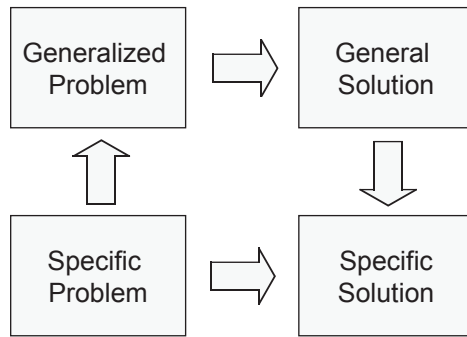 Generalized
Problem
General
Solution
Specific
Problem
Specific
Solution